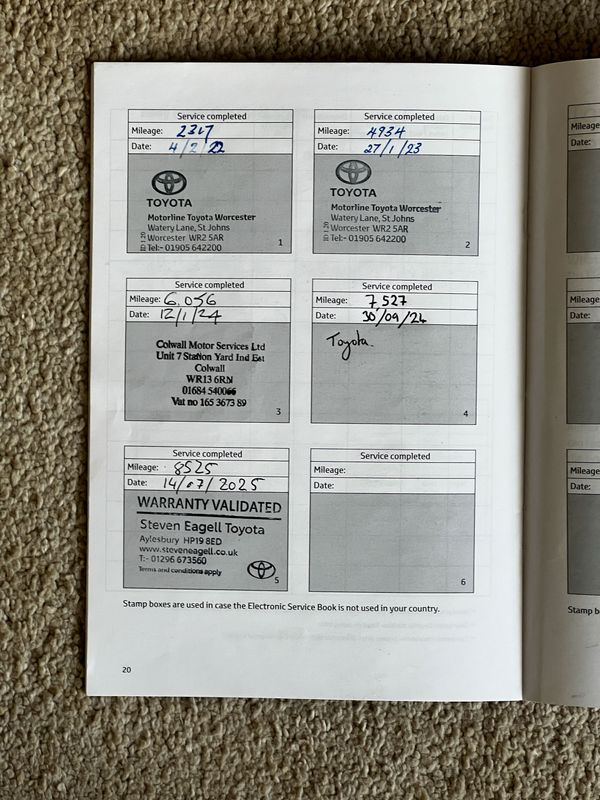 Service completed
Mileage: 2317
Date: 4/2/22
TOYOTA
Motorline Toyota Worcester
Watery Lane, St Johns
Worcester WR2 5AR
Tel:- 01905 642200
1
Service completed
Mileage: 4934
Date: 27/1/23
TOYOTA
Motorline Toyota Worcester
Watery Lane, St Johns
Worcester WR2 5AR
Tel:- 01905 642200
2
Service completed
Mileage: 6,056
Date: 12/1/24
Colwall Motor Services Ltd
Unit 7 Station Yard Ind Est
Colwall
WR13 6RN
01684 540066
Vat no 165 3673 89
3
Service completed
Mileage: 7,527
Date: 30/09/24
Toyota.
4
Service completed
Mileage: 8525
Date: 14/07/2025
WARRANTY VALIDATED
Steven Eagell Toyota
Aylesbury HP19 8ED
www.steveneagell.co.uk
T:- 01296 673560
Terms and conditions apply
5
Service completed
Mileage:
Date:
6
Stamp boxes are used in case the Electronic Service Book is not used in your country.
20
Mileage
Date:
Mileage
Date:
Mileage
Date:
Stamp b